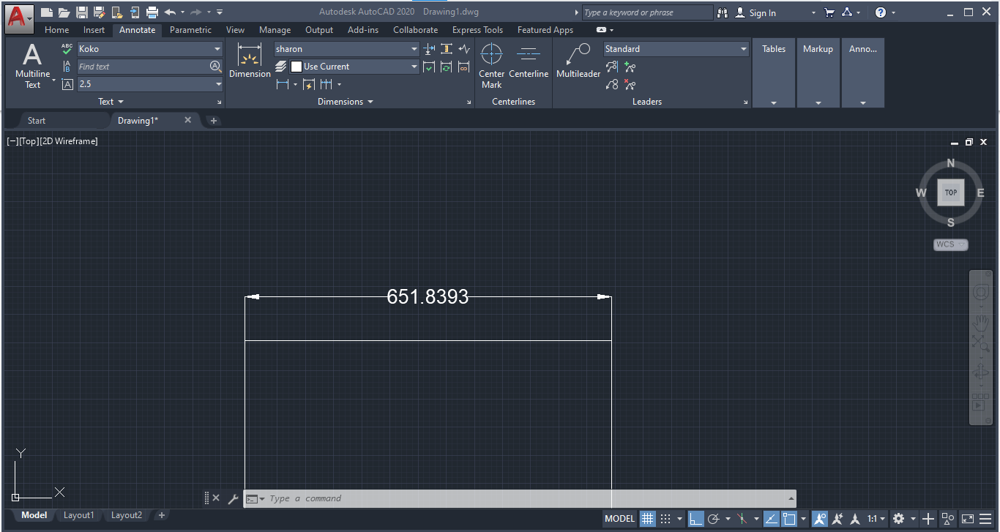 Autodesk AutoCAD 2020 Drawing1.dwg
Type a keyword or phrase
Sign In
Home Insert Annotate Parametric View Manage Output Add-ins Collaborate Express Tools Featured Apps
A
Multiline
Text
ABC
Koko
A
B
Find text
A
2.5
Text
Dimension
sharon
Use Current
Dimensions
Center
Mark
Centerline
Centerlines
Multileader
Standard
Leaders
Tables
Markup
Anno...
Start
Drawing1*
[−][Top][2D Wireframe]
N
W
TOP
E
S
WCS
651.8393
Y
X
Type a command
Model Layout1 Layout2
MODEL
1:1